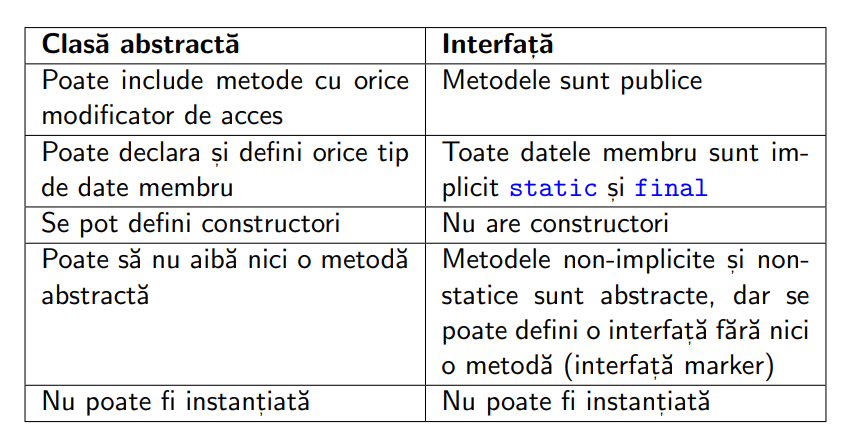 Clasă abstractă
Interfață
Poate include metode cu orice
modificator de acces
Metodele sunt publice
Poate declara și defini orice tip
de date membru
Toate datele membru sunt im-
plicit static și final
Se pot defini constructori
Nu are constructori
Poate să nu aibă nici o metodă
abstractă
Metodele non-implicite și non-
statice sunt abstracte, dar se
poate defini o interfață fără nici
o metodă (interfață marker)
Nu poate fi instanțiată
Nu poate fi instanțiată